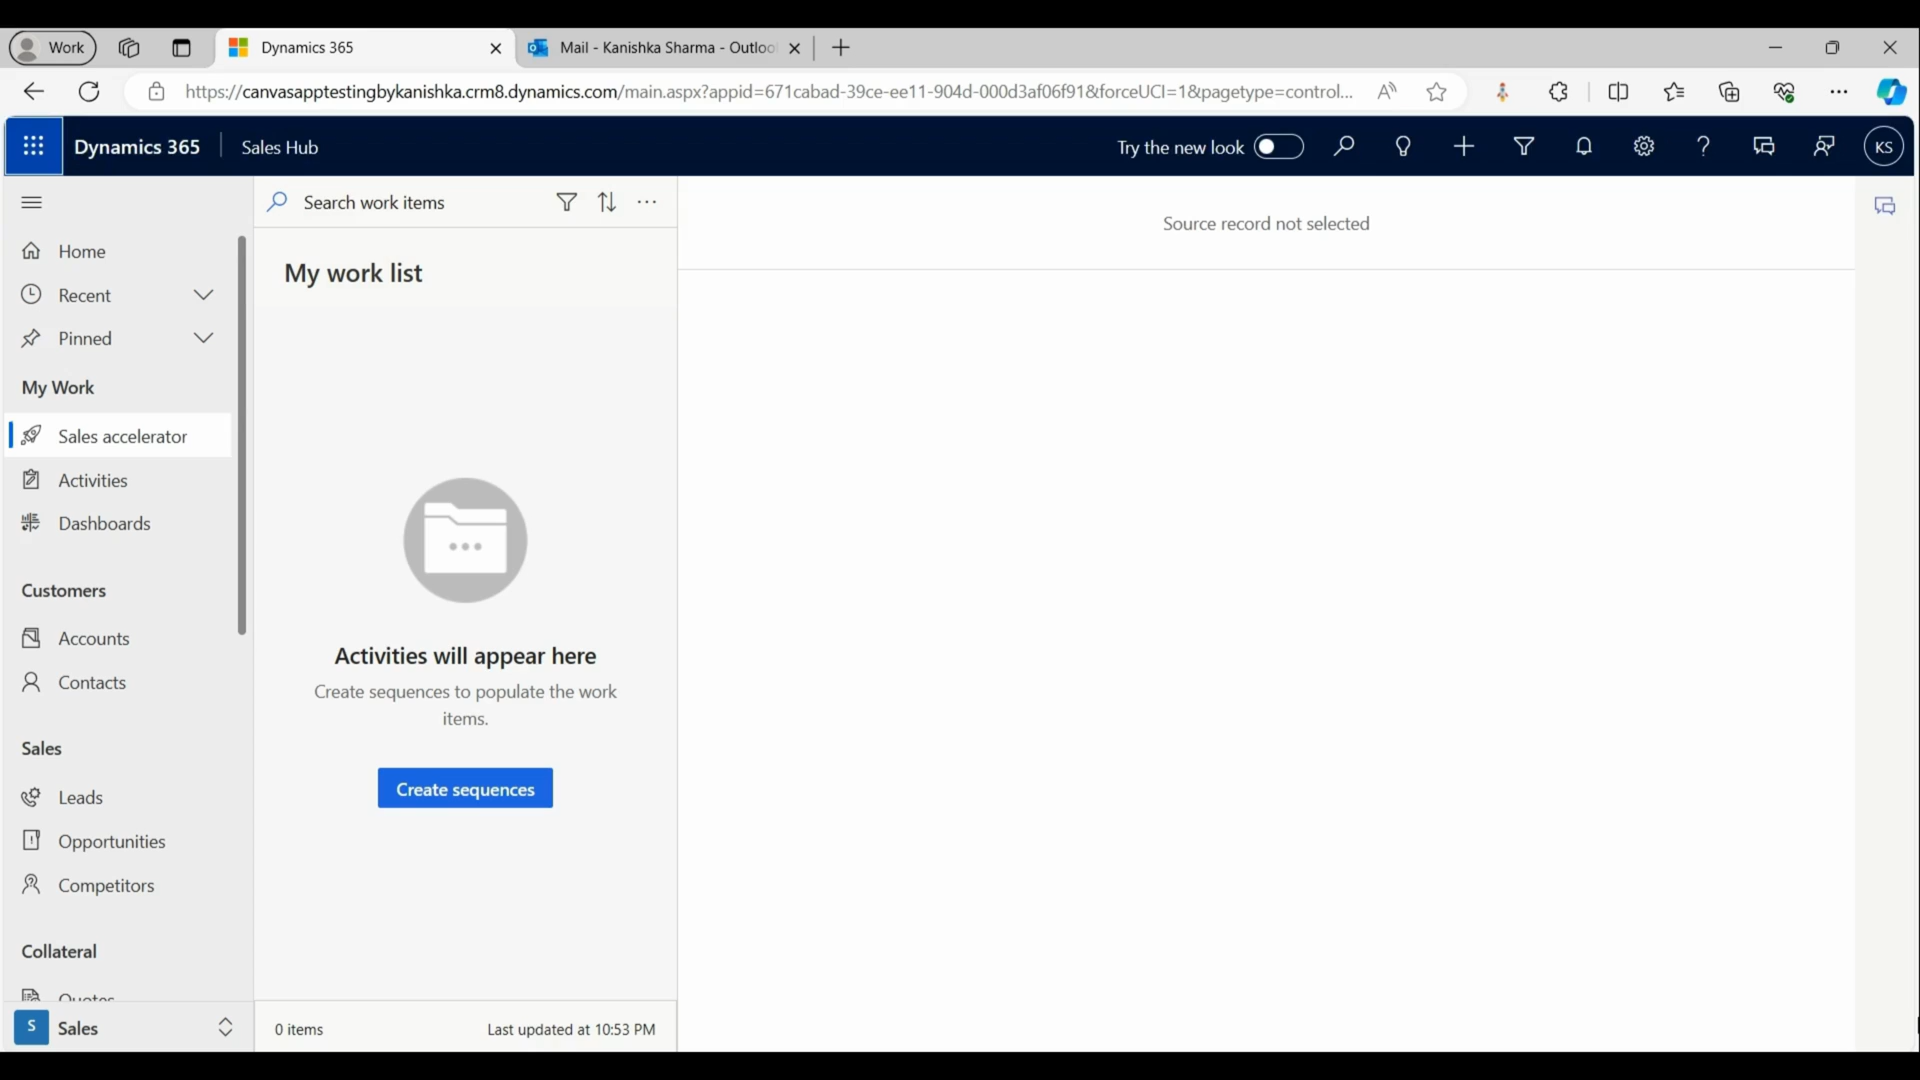 Work
Dynamics 365
Mail - Kanishka Sharma - Outloo
https://canvasapptestingbykanishka.crm8.dynamics.com/main.aspx?appid=671cabad-39ce-ee11-904d-000d3af06f91&forceUCI=1&pagetype=control...
Dynamics 365
Sales Hub
Try the new look
KS
Search work items
Source record not selected
Home
Recent
Pinned
My Work
Sales accelerator
Activities
Dashboards
Customers
Accounts
Contacts
Sales
Leads
Opportunities
Competitors
Collateral
Quotes
S Sales
My work list
Activities will appear here
Create sequences to populate the work
items.
Create sequences
0 items
Last updated at 10:53 PM